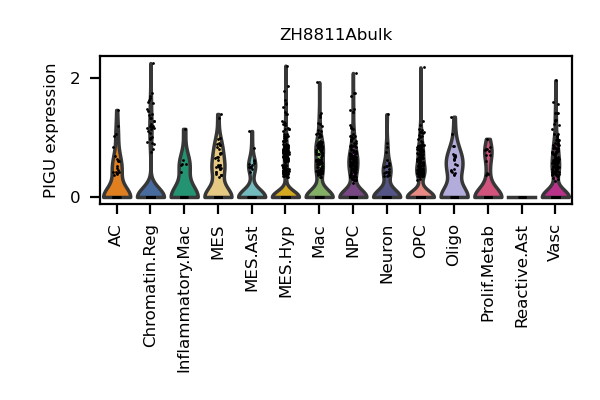 ZH8811Abulk
PIGU expression
2
0
AC
Chromatin.Reg
Inflammatory.Mac
MES
MES.Ast
MES.Hyp
Mac
NPC
Neuron
OPC
Oligo
Prolif.Metab
Reactive.Ast
Vasc